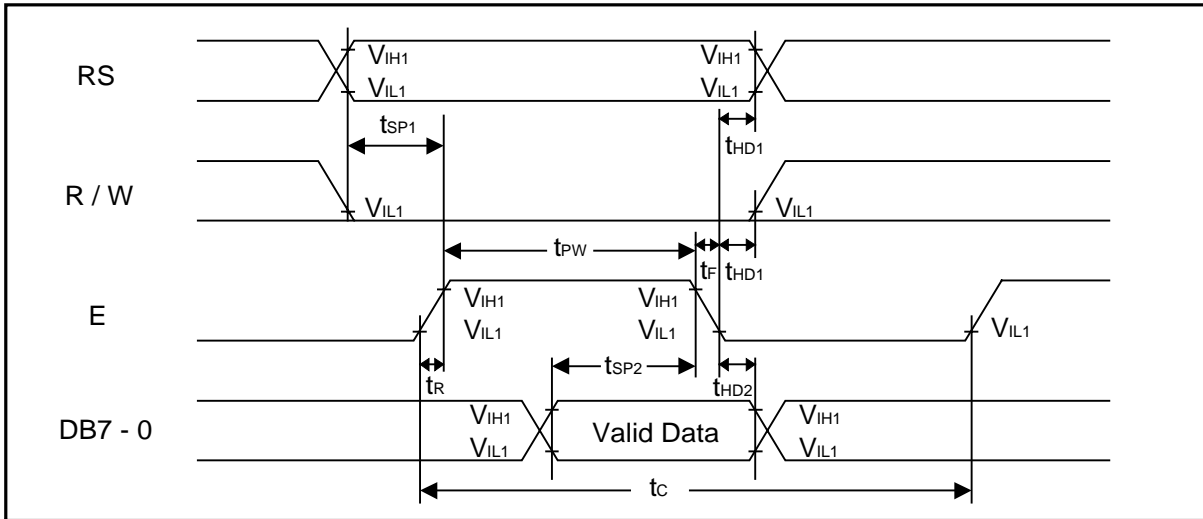 RS
VIH1
VIH1
VIL1
VIL1
tSP1
tHD1
R / W
VIL1
VIL1
tPW
tF
tHD1
E
VIH1
VIH1
VIL1
VIL1
VIL1
tSP2
tR
tHD2
DB7 - 0
VIH1
Valid Data
VIH1
VIL1
VIL1
tC